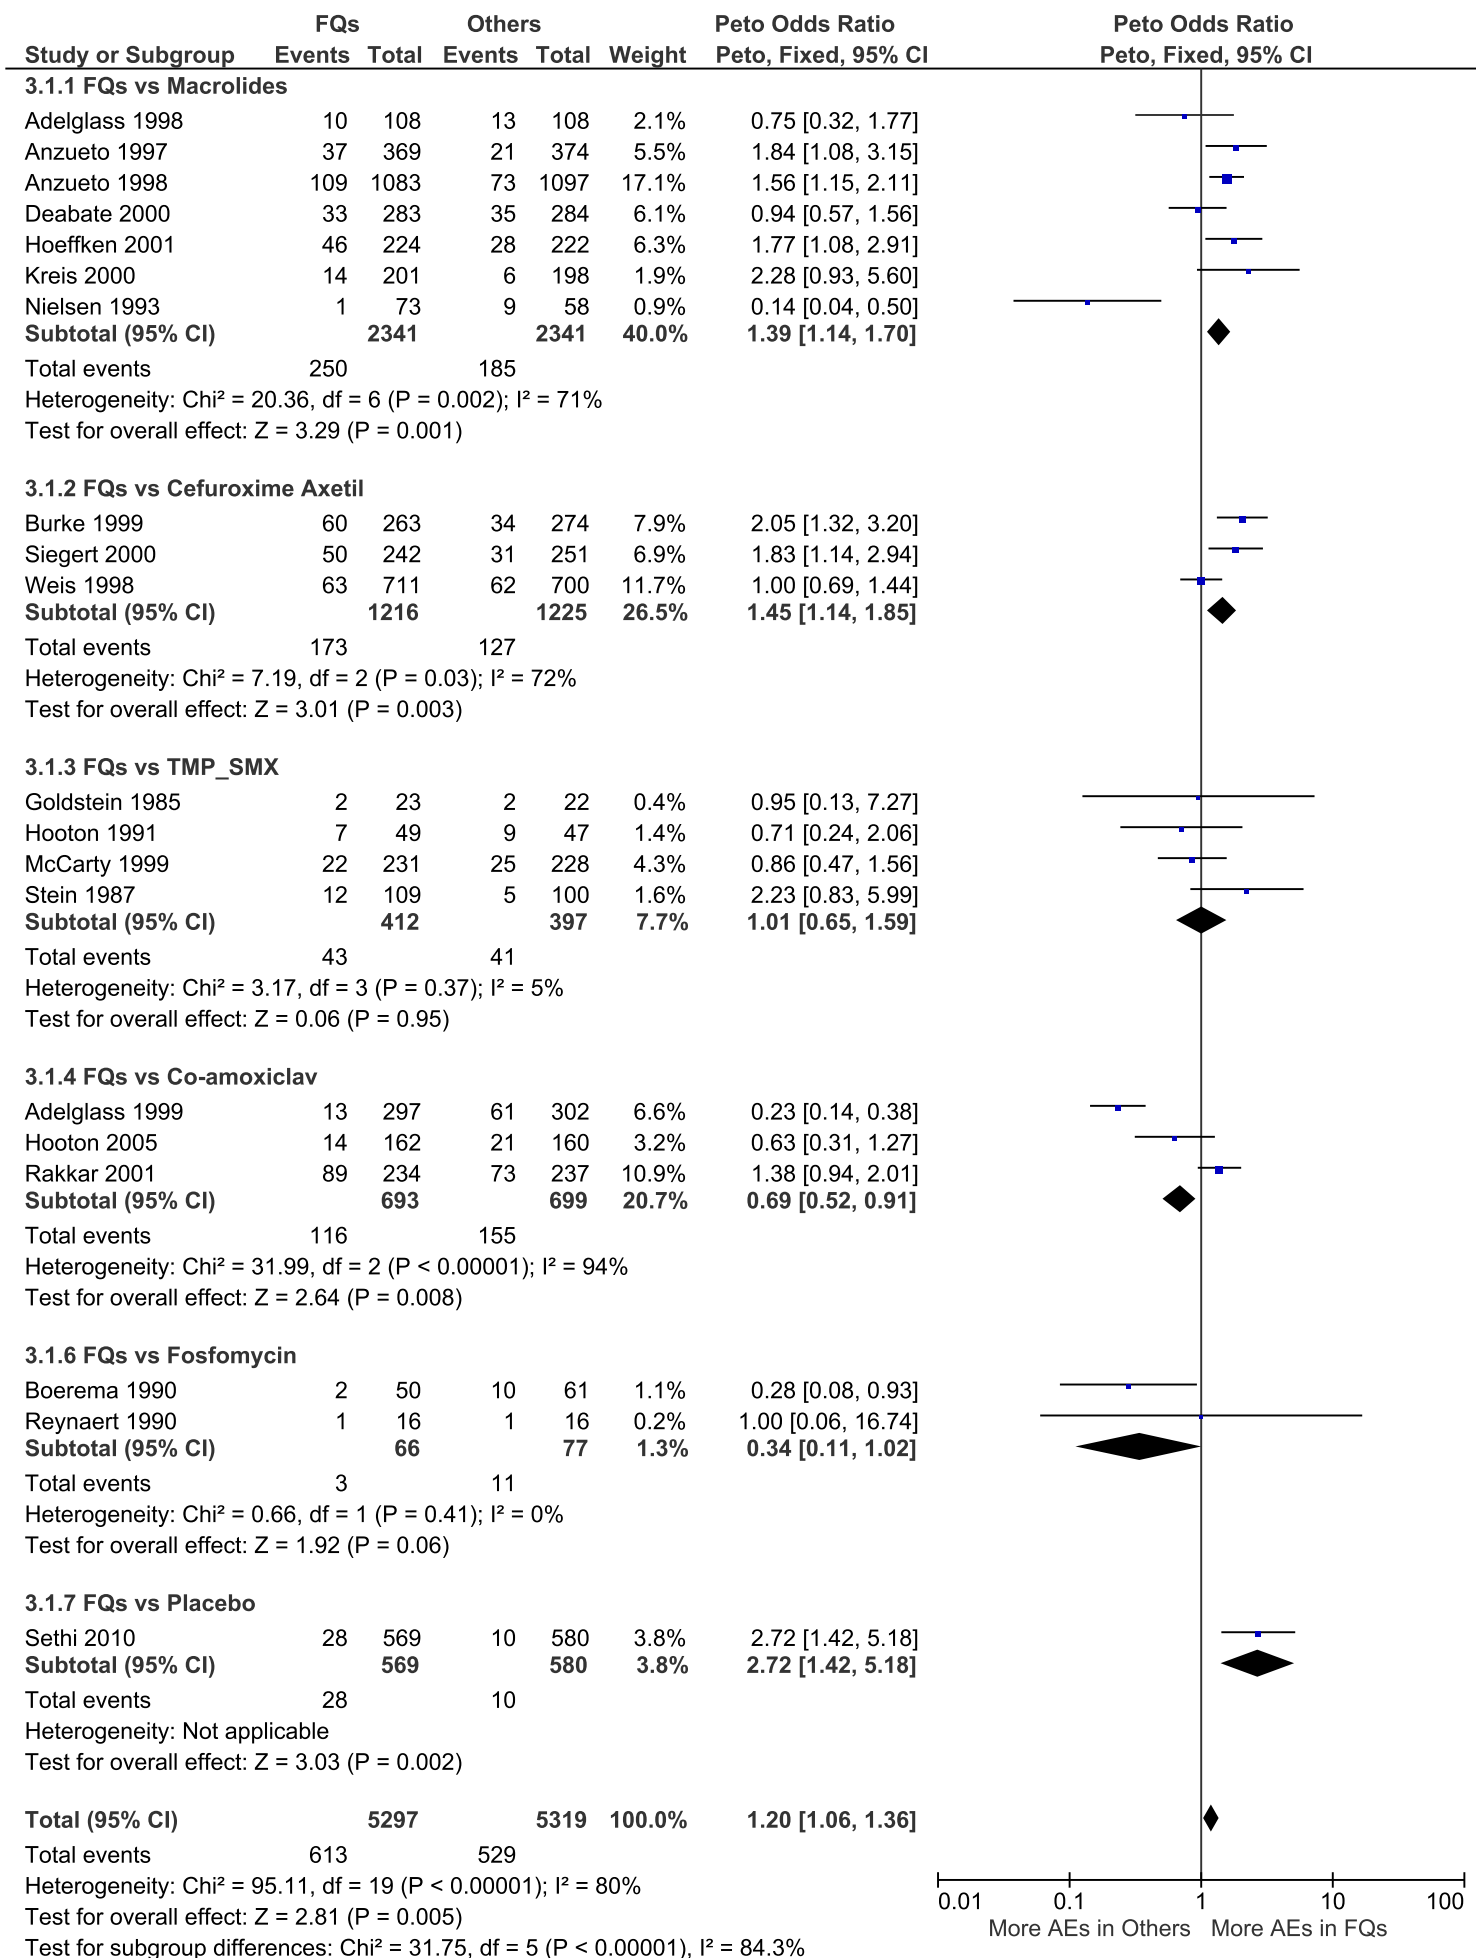 FQs Others Peto Odds Ratio Peto Odds Ratio
Study or Subgroup Events Total Events Total Weight Peto, Fixed, 95% CI Peto, Fixed, 95% CI
3.1.1 FQs vs Macrolides
Adelglass 1998 10 108 13 108 2.1% 0.75 [0.32, 1.77]
Anzueto 1997 37 369 21 374 5.5% 1.84 [1.08, 3.15]
Anzueto 1998 109 1083 73 1097 17.1% 1.56 [1.15, 2.11]
Deabate 2000 33 283 35 284 6.1% 0.94 [0.57, 1.56]
Hoeffken 2001 46 224 28 222 6.3% 1.77 [1.08, 2.91]
Kreis 2000 14 201 6 198 1.9% 2.28 [0.93, 5.60]
Nielsen 1993 1 73 9 58 0.9% 0.14 [0.04, 0.50]
Subtotal (95% CI) 2341 2341 40.0% 1.39 [1.14, 1.70]
Total events 250 185
Heterogeneity: Chi² = 20.36, df = 6 (P = 0.002); I² = 71%
Test for overall effect: Z = 3.29 (P = 0.001)
3.1.2 FQs vs Cefuroxime Axetil
Burke 1999 60 263 34 274 7.9% 2.05 [1.32, 3.20]
Siegert 2000 50 242 31 251 6.9% 1.83 [1.14, 2.94]
Weis 1998 63 711 62 700 11.7% 1.00 [0.69, 1.44]
Subtotal (95% CI) 1216 1225 26.5% 1.45 [1.14, 1.85]
Total events 173 127
Heterogeneity: Chi² = 7.19, df = 2 (P = 0.03); I² = 72%
Test for overall effect: Z = 3.01 (P = 0.003)
3.1.3 FQs vs TMP_SMX
Goldstein 1985 2 23 2 22 0.4% 0.95 [0.13, 7.27]
Hooton 1991 7 49 9 47 1.4% 0.71 [0.24, 2.06]
McCarty 1999 22 231 25 228 4.3% 0.86 [0.47, 1.56]
Stein 1987 12 109 5 100 1.6% 2.23 [0.83, 5.99]
Subtotal (95% CI) 412 397 7.7% 1.01 [0.65, 1.59]
Total events 43 41
Heterogeneity: Chi² = 3.17, df = 3 (P = 0.37); I² = 5%
Test for overall effect: Z = 0.06 (P = 0.95)
3.1.4 FQs vs Co-amoxiclav
Adelglass 1999 13 297 61 302 6.6% 0.23 [0.14, 0.38]
Hooton 2005 14 162 21 160 3.2% 0.63 [0.31, 1.27]
Rakkar 2001 89 234 73 237 10.9% 1.38 [0.94, 2.01]
Subtotal (95% CI) 693 699 20.7% 0.69 [0.52, 0.91]
Total events 116 155
Heterogeneity: Chi² = 31.99, df = 2 (P < 0.00001); I² = 94%
Test for overall effect: Z = 2.64 (P = 0.008)
3.1.6 FQs vs Fosfomycin
Boerema 1990 2 50 10 61 1.1% 0.28 [0.08, 0.93]
Reynaert 1990 1 16 1 16 0.2% 1.00 [0.06, 16.74]
Subtotal (95% CI) 66 77 1.3% 0.34 [0.11, 1.02]
Total events 3 11
Heterogeneity: Chi² = 0.66, df = 1 (P = 0.41); I² = 0%
Test for overall effect: Z = 1.92 (P = 0.06)
3.1.7 FQs vs Placebo
Sethi 2010 28 569 10 580 3.8% 2.72 [1.42, 5.18]
Subtotal (95% CI) 569 580 3.8% 2.72 [1.42, 5.18]
Total events 28 10
Heterogeneity: Not applicable
Test for overall effect: Z = 3.03 (P = 0.002)
Total (95% CI) 5297 5319 100.0% 1.20 [1.06, 1.36]
Total events 613 529
Heterogeneity: Chi² = 95.11, df = 19 (P < 0.00001); I² = 80%
0.01 0.1 1 10 100
Test for overall effect: Z = 2.81 (P = 0.005)
More AEs in Others More AEs in FQs
Test for subgroup differences: Chi² = 31.75, df = 5 (P < 0.00001), I² = 84.3%